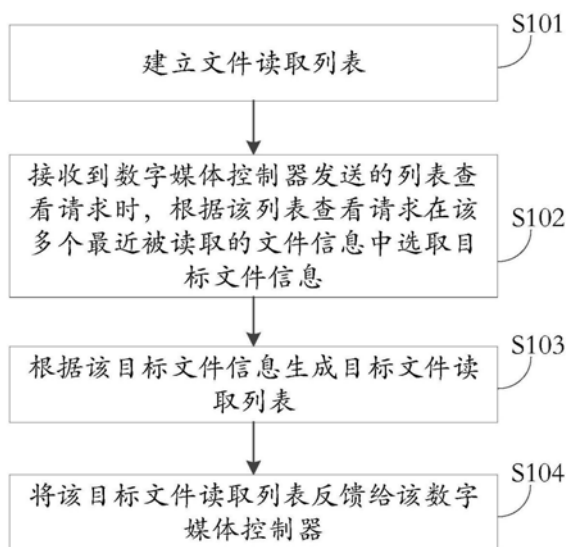 S101
建立文件读取列表
接收到数字媒体控制器发送的列表查
看请求时，根据该列表查看请求在该
多个最近被读取的文件信息中选取目
标文件信息
S102
根据该目标文件信息生成目标文件读
取列表
S103
将该目标文件读取列表反馈给该数字
媒体控制器
S104